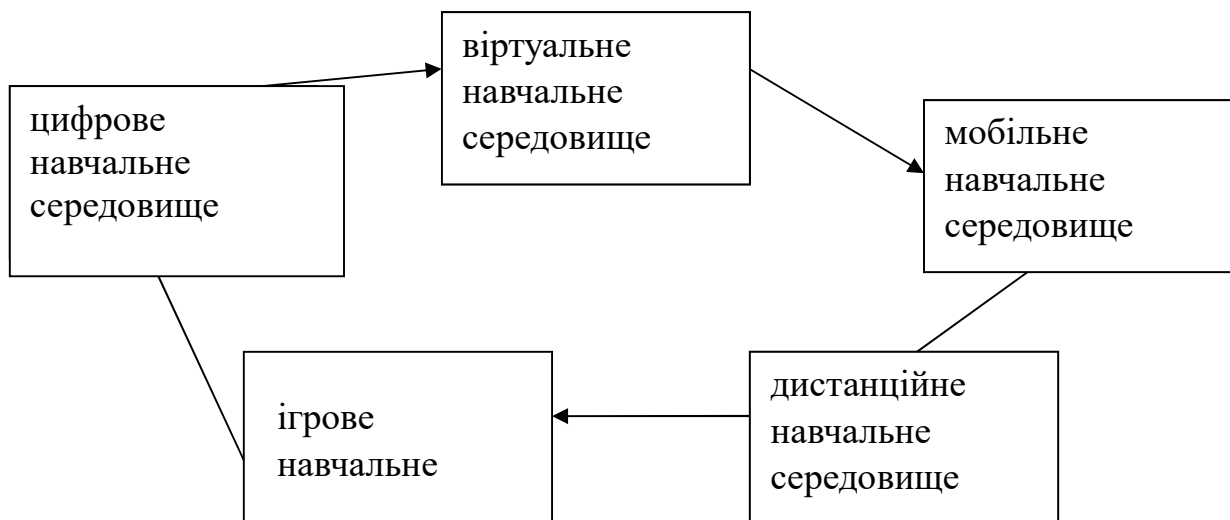 цифрове
навчальне
середовище
віртуальне
навчальне
середовище
мобільне
навчальне
середовище
дистанційне
навчальне
середовище
ігрове
навчальне